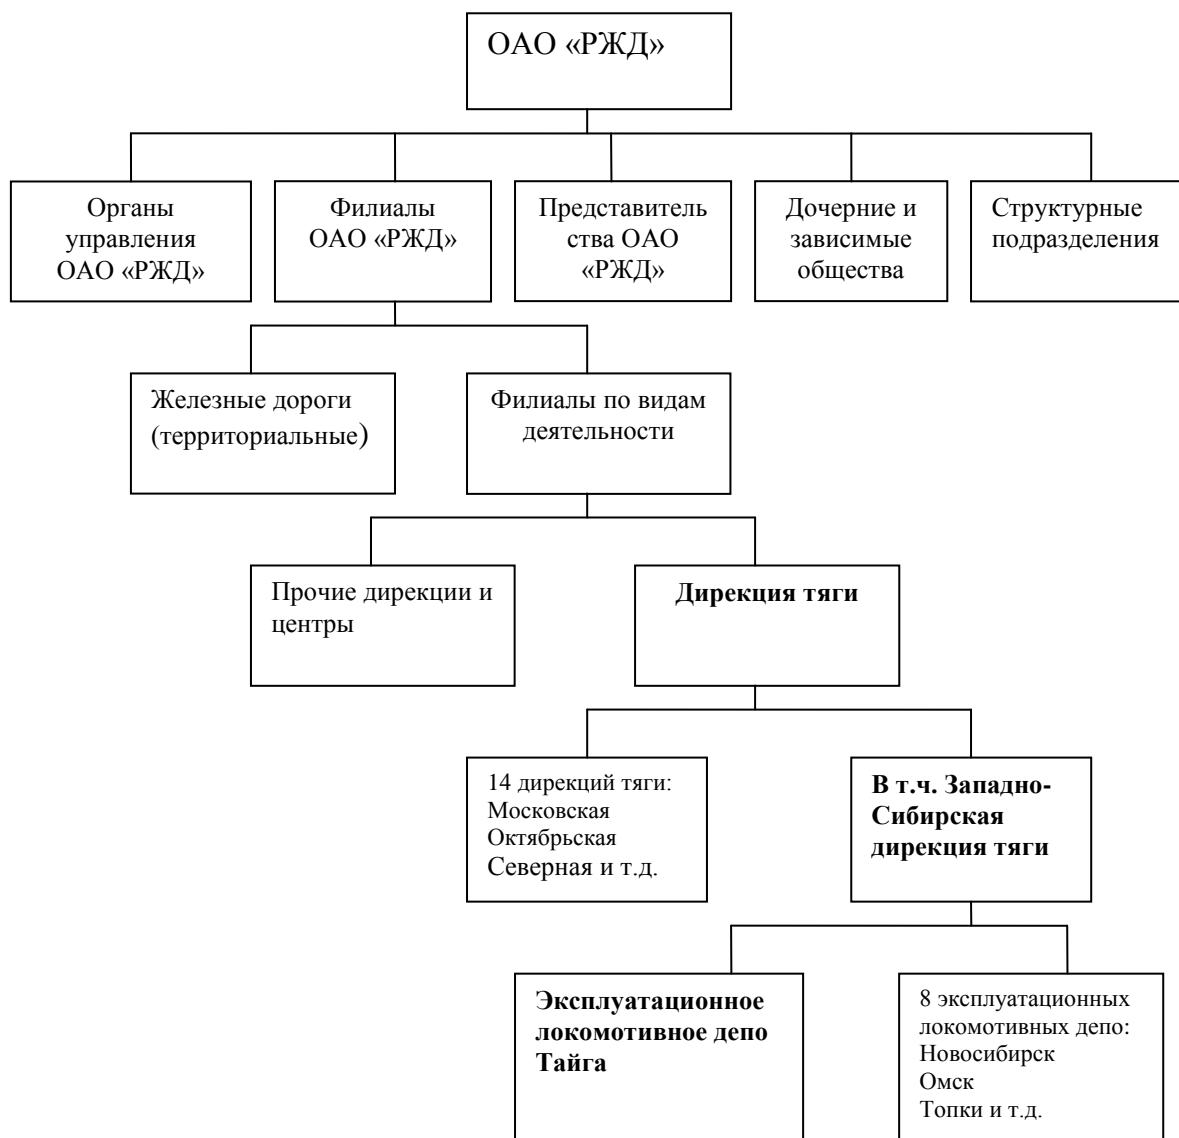 ОАО «РЖД»
Органы
управления
ОАО «РЖД»
Филиалы
ОАО «РЖД»
Представитель
ства ОАО
«РЖД»
Дочерние и
зависимые
общества
Структурные
подразделения
Железные дороги
(территориальные)
Филиалы по видам
деятельности
Прочие дирекции и
центры
Дирекция тяги
14 дирекций тяги:
Московская
Октябрьская
Северная и т.д.
В т.ч. Западно-
Сибирская
дирекция тяги
Эксплуатационное
локомотивное депо
Тайга
8 эксплуатационных
локомотивных депо:
Новосибирск
Омск
Топки и т.д.